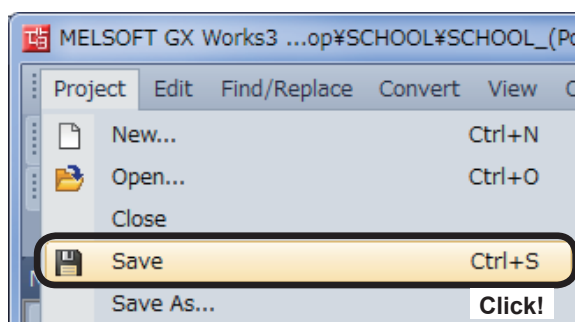 MELSOFT GX Works3 ...op¥SCHOOL¥SCHOOL_(Po
Project Edit Find/Replace Convert View
New... Ctrl+N
Open... Ctrl+O
Close
Save Ctrl+S
Save As...
Click!